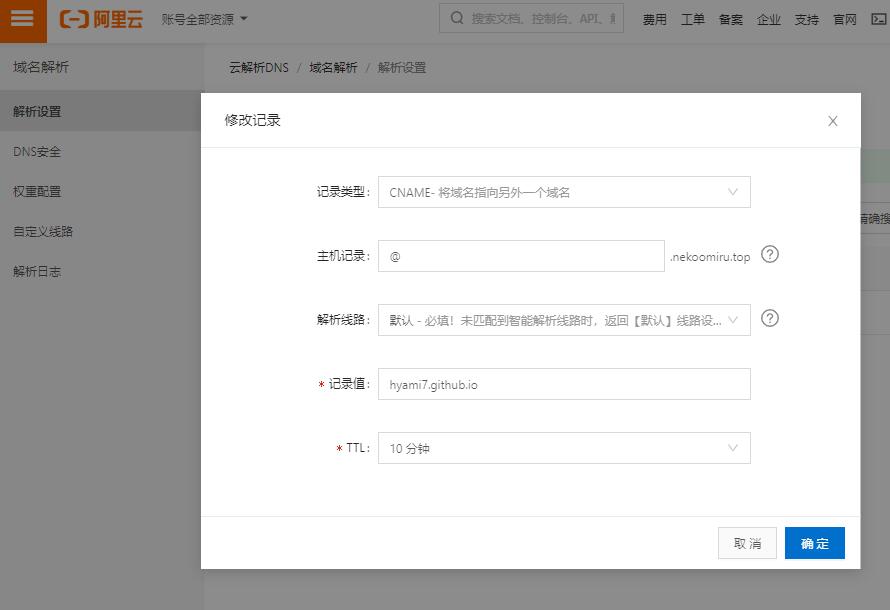 阿里云 账号全部资源 搜索文档、控制台、API、 费用 工单 备案 企业 支持 官网
域名解析 云解析DNS / 域名解析 / 解析设置
解析设置
DNS安全
权重配置
自定义线路
解析日志
修改记录
记录类型: CNAME- 将域名指向另外一个域名
主机记录: @ .nekoomiru.top
解析线路: 默认 - 必填！未匹配到智能解析线路时，返回【默认】线路设...
* 记录值: hyami7.github.io
* TTL: 10 分钟
取 消 确 定